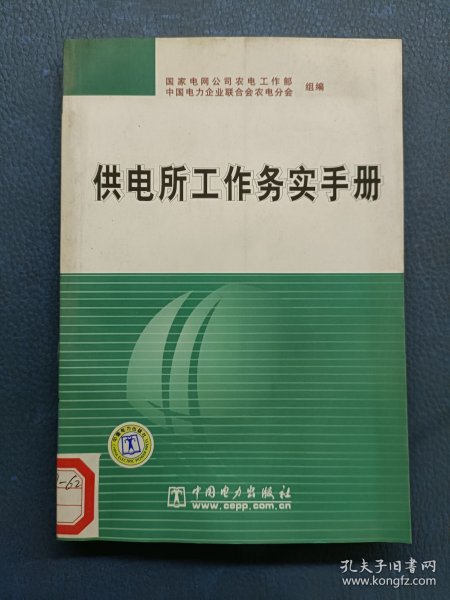 国家电网公司农电工作部
中国电力企业联合会农电分会
组编
供电所工作务实手册
中国电力出版社
www.cepp.com.cn
孔夫子旧书网
www.kongfz.com